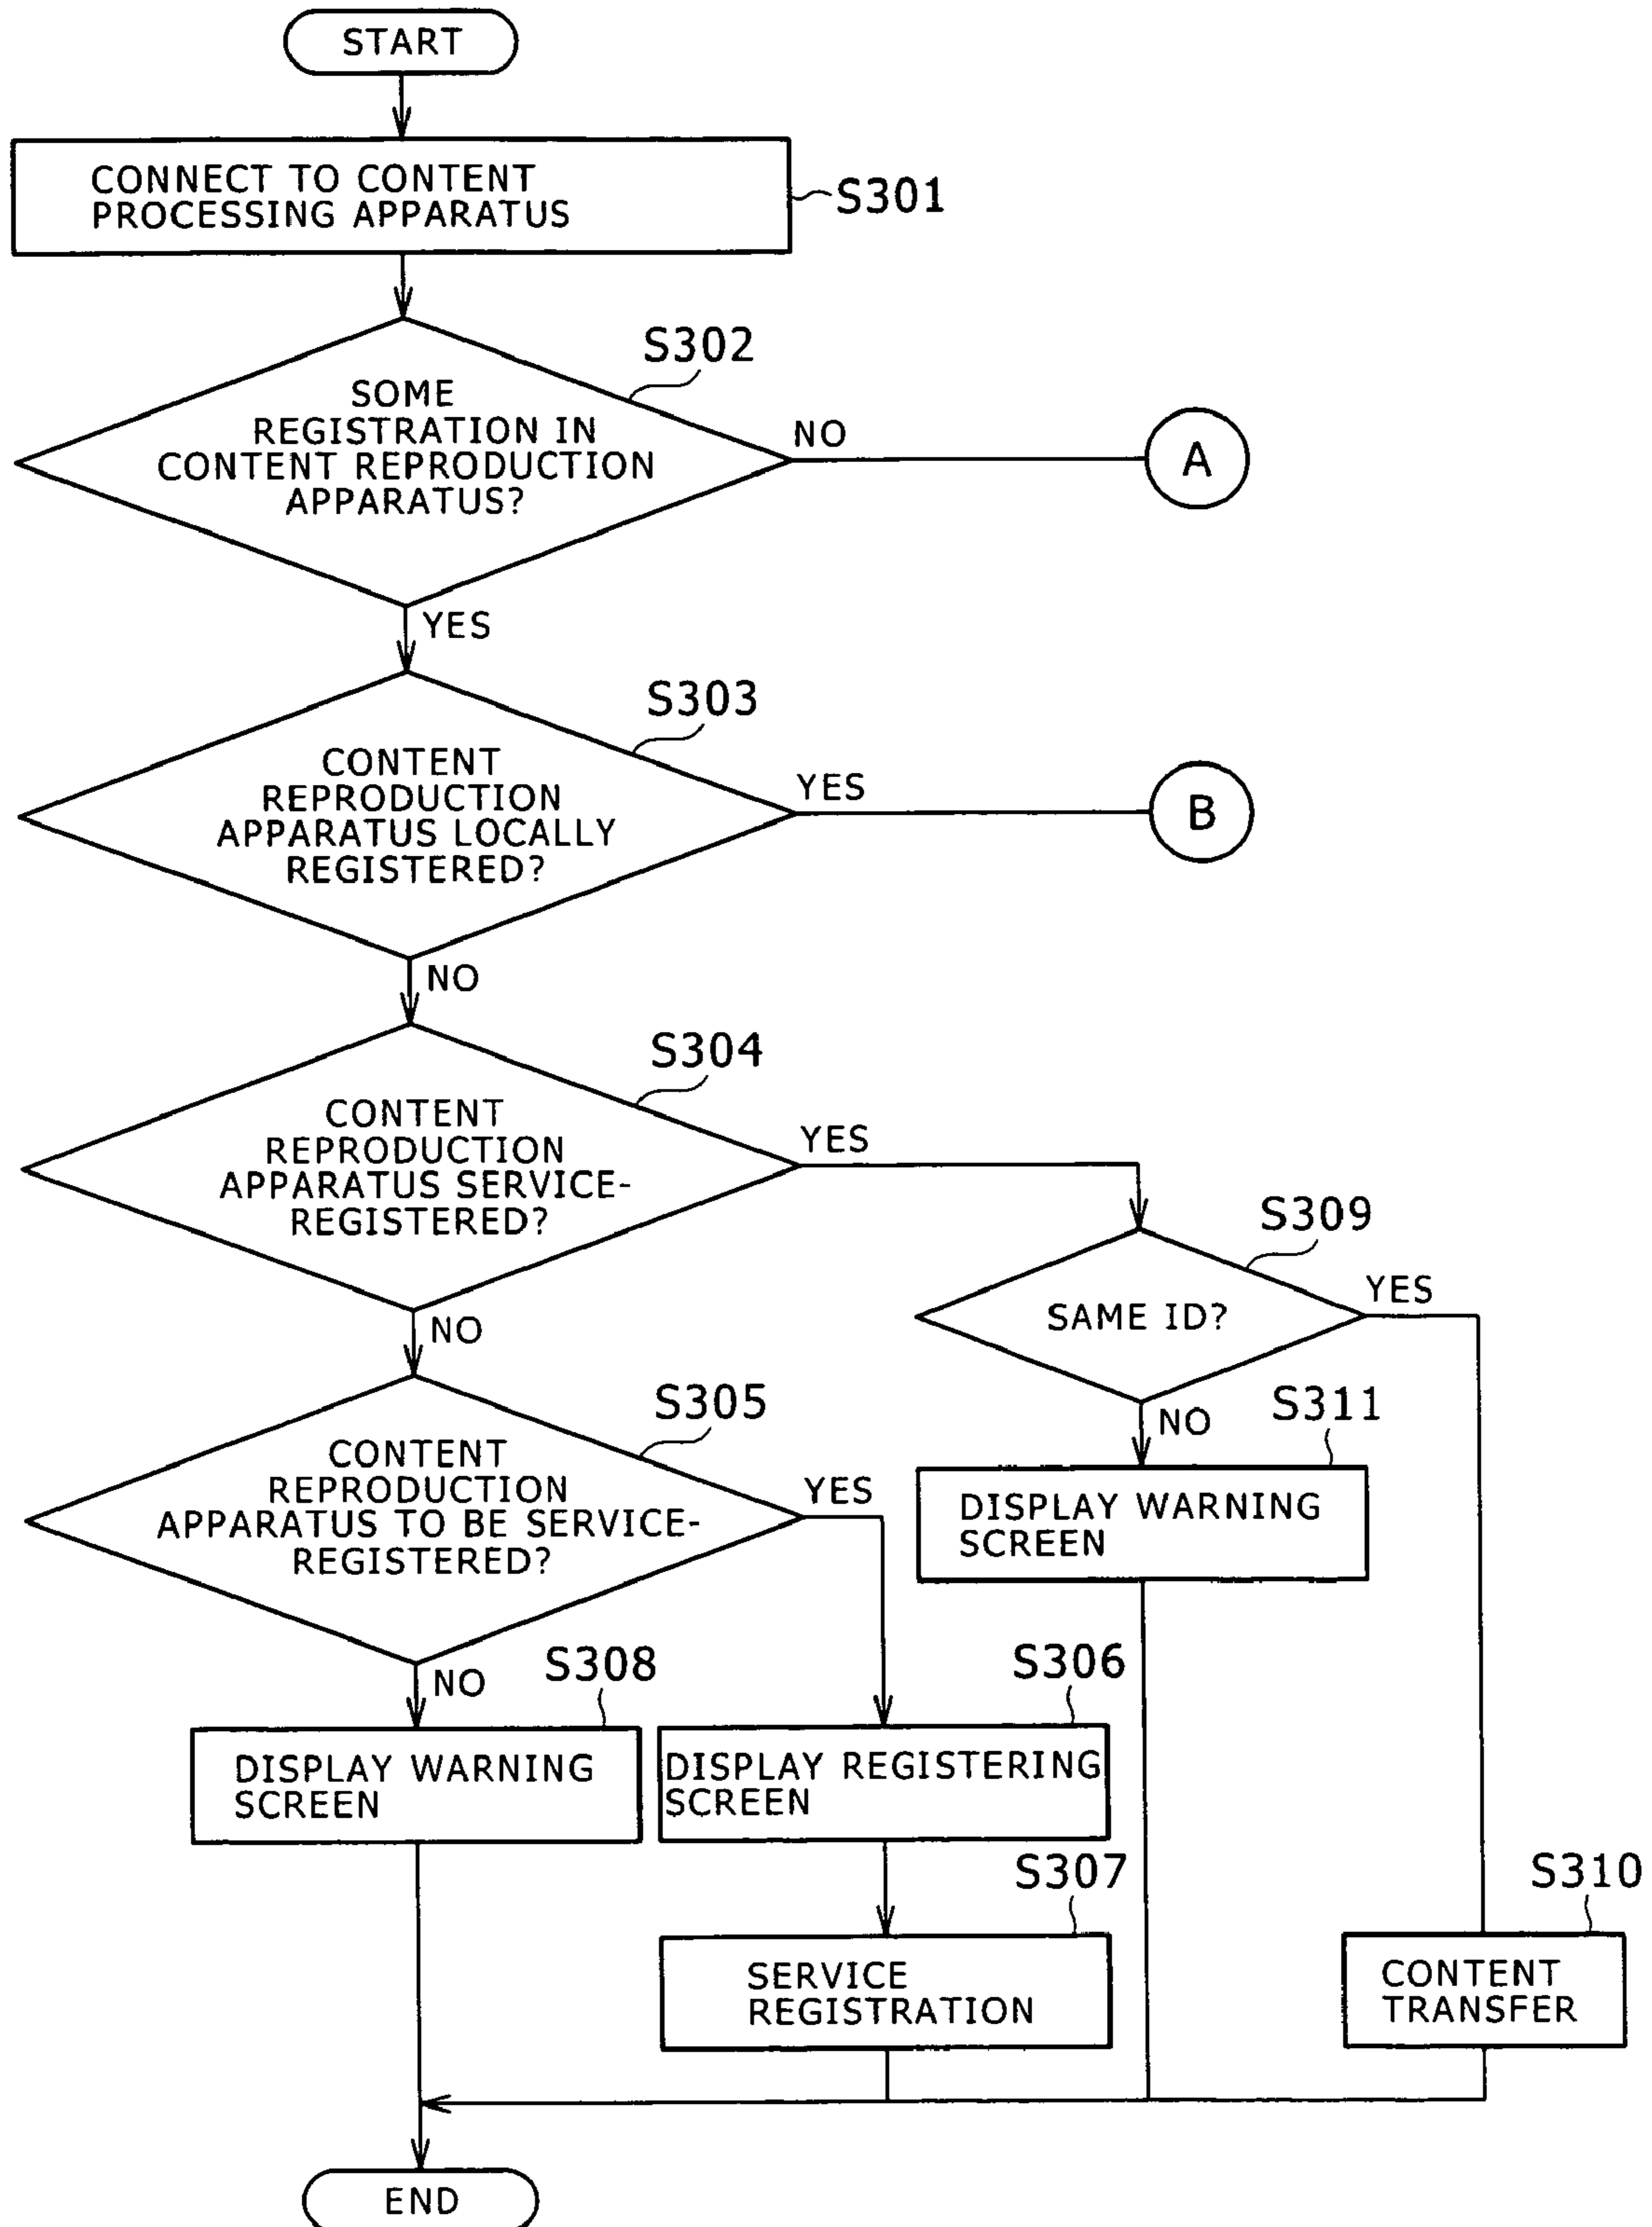 START
CONNECT TO CONTENT
PROCESSING APPARATUS
S301
S302
SOME
REGISTRATION IN
CONTENT REPRODUCTION
APPARATUS?
NO
A
YES
S303
CONTENT
REPRODUCTION
APPARATUS LOCALLY
REGISTERED?
YES
B
NO
S304
CONTENT
REPRODUCTION
APPARATUS SERVICE-
REGISTERED?
YES
S309
SAME ID?
YES
NO
NO
S305
CONTENT
REPRODUCTION
APPARATUS TO BE SERVICE-
REGISTERED?
YES
S311
DISPLAY WARNING
SCREEN
NO
S308
DISPLAY WARNING
SCREEN
S306
DISPLAY REGISTERING
SCREEN
S307
SERVICE
REGISTRATION
S310
CONTENT
TRANSFER
END